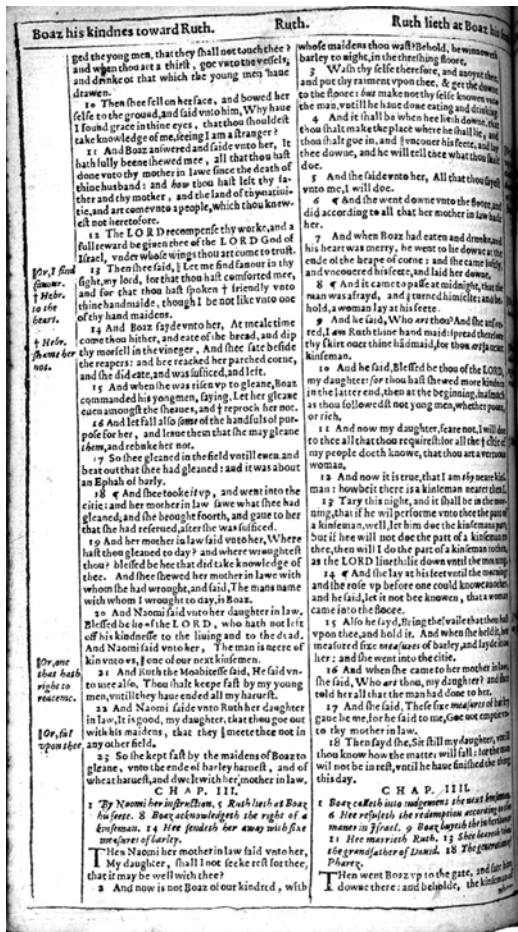 Boaz his kindnes toward Ruth.
Ruth.
Ruth lieth at Boaz his
ged the young men, that they shall not touch thee?
and when thou art a thirst, goe vnto the vessels,
and drinke of that which the young men haue
drawen.
10 Then shee fell on her face, and bowed her
selfe to the ground, and said vnto him, Why haue
I found grace in thine eyes, that thou shouldest
take knowledge of me, seeing I am a stranger?
11 And Boaz answered and saide vnto her, It
hath fully beene shewed mee, all that thou hast
done vnto thy mother in lawe since the death of
thine husband: and how thou hast left thy fa-
ther and thy mother, and the land of thy natiui-
tie, and art come vnto a people, which thou knew-
est not heretofore.
12 The LORD recompense thy worke, and a
full reward be giuen thee of the LORD God of
Israel, vnder whose wings thou art come to trust.
13 Then shee said, ‖ Let me find fauour in thy
sight, my lord, for that thou hast comforted mee,
and for that thou hast spoken † friendly vnto
thine handmaide, though I be not like vnto one
of thy hand maidens.
14 And Boaz sayde vnto her, At meale time
come thou hither, and eate of the bread, and dip
thy morsell in the vineger, And shee sate beside
the reapers: and hee reached her parched corne,
and she did eate, and was sufficed, and left.
15 And when she was risen vp to gleane, Boaz
commanded his yong men, saying, Let her gleane
euen amongst the sheaues, and † reproch her not.
16 And let fall also some of the handfuls of pur-
pose for her, and leaue them that she may gleane
them, and rebuke her not.
17 So shee gleaned in the field vntill euen, and
beat out that shee had gleaned: and it was about
an Ephah of barly.
18 ¶ And shee tooke it vp, and went into the
citie: and her mother in law sawe what shee had
gleaned, and she brought foorth, and gaue to her
that she had reserued, after she was sufficed.
19 And her mother in law said vnto her, Where
hast thou gleaned to day? and where wroughtest
thou? blessed be hee that did take knowledge of
thee. And shee shewed her mother in lawe with
whom she had wrought, and said, The mans name
with whom I wrought to day, is Boaz.
20 And Naomi said vnto her daughter in law,
Blessed be he of the LORD, who hath not left
off his kindnesse to the liuing and to the dead.
And Naomi said vnto her, The man is neere of
kin vnto vs, ‖ one of our next kinsemen.
21 And Ruth the Moabitesse said, He said vn-
to me also, Thou shalt keepe fast by my young
men, vntill they haue ended all my haruest.
22 And Naomi saide vnto Ruth her daughter
in law, It is good, my daughter, that thou goe out
with his maidens, that they ‖ meete thee not in
any other field.
23 So she kept fast by the maidens of Boaz to
gleane, vnto the ende of barley haruest, and of
wheat haruest, and dwelt with her mother in law.
CHAP. III.
1 By Naomi her instruction, 5 Ruth lieth at Boaz
his feete. 8 Boaz acknowledgeth the right of a
kinseman. 14 Hee sendeth her away with sixe
measures of barley.
THen Naomi her mother in law said vnto her,
My daughter, shall I not seeke rest for thee,
that it may be well with thee?
2 And now is not Boaz of our kindred, with
‖Or, I find
fauour.
† Hebr.
to the
heart.
† Hebr.
shame her
not.
‖Or, one
that hath
right to
redeeme.
‖Or, fal
vpon thee
whose maidens thou wast? Behold, he winnoweth
barley to night, in the threshing floore.
3 Wash thy selfe therefore, and anoynt thee,
and put thy raiment vpon thee, & get thee downe
to the floore: but make not thy selfe knowen vnto
the man, vntill he haue done eating and drinking.
4 And it shall be when hee lieth downe, that
thou shalt make the place where he shall lie, and
thou shalt goe in, and ‖ vncouer his feete, and lay
thee downe, and he will tell thee what thou shalt
doe.
5 And she said vnto her, All that thou sayest
vnto me, I will doe.
6 ¶ And she went downe vnto the floore, and
did according to all that her mother in law bade
her.
7 And when Boaz had eaten and drunke, and
his heart was merry, he went to lie downe at the
ende of the heape of corne: and she came softly,
and vncouered his feete, and laid her downe.
8 ¶ And it came to passe at midnight, that the
man was afrayd, and ‖ turned himselfe: and be-
hold, a woman lay at his feete.
9 And he said, Who art thou? And she answe-
red, I am Ruth thine hand maid: spread therefore
thy skirt ouer thine handmaid, for thou art ‖ a neare
kinseman.
10 And he said, Blessed be thou of the LORD,
my daughter: for thou hast shewed more kindnes
in the latter end, then at the beginning, inasmuch
as thou followedst not yong men, whether poore,
or rich.
11 And now my daughter, feare not, I will doe
to thee all that thou requirest: for all the † citie of
my people doeth knowe, that thou art a vertuous
woman.
12 And now it is true, that I am thy neare kinse
man: howbeit there is a kinseman nearer then I.
13 Tary this night, and it shall be in the mor-
ning, that if he wil performe vnto thee the part of
a kinseman, well, let him doe the kinsemans part;
but if hee will not doe the part of a kinseman to
thee, then will I do the part of a kinseman to thee,
as the LORD liueth: lie down vntill the morning.
14 ¶ And she lay at his feet vntill the morning:
and she rose vp before one could know another,
and he said, let it not bee knowen, that a woman
came into the floore.
15 Also he sayd, Bring the ‖ vaile that thou hast
vpon thee, and hold it. And when she held it, hee
measured sixe measures of barley, and layde it on
her: and she went into the citie.
16 And when she came to her mother in law,
she said, Who art thou, my daughter? and shee
told her all that the man had done to her.
17 And she said, These sixe measures of barley
gaue he me, for he said to me, Goe not emptie vn-
to thy mother in law.
18 Then sayd she, Sit still my daughter, vntill
thou know how the matter will fall: for the man
wil not be in rest, vntil he haue finished the thing
this day.
CHAP. IIII.
1 Boaz calleth into iudgement the next kinseman.
6 Hee refuseth the redemption according to the
maner in Israel. 9 Boaz buyeth the inheritance.
11 Hee marrieth Ruth. 13 Shee beareth Obed
the grandfather of Dauid. 18 The generation of
Pharez.
THen went Boaz vp to the gate, and sate him
downe there: and beholde, the kinseman of